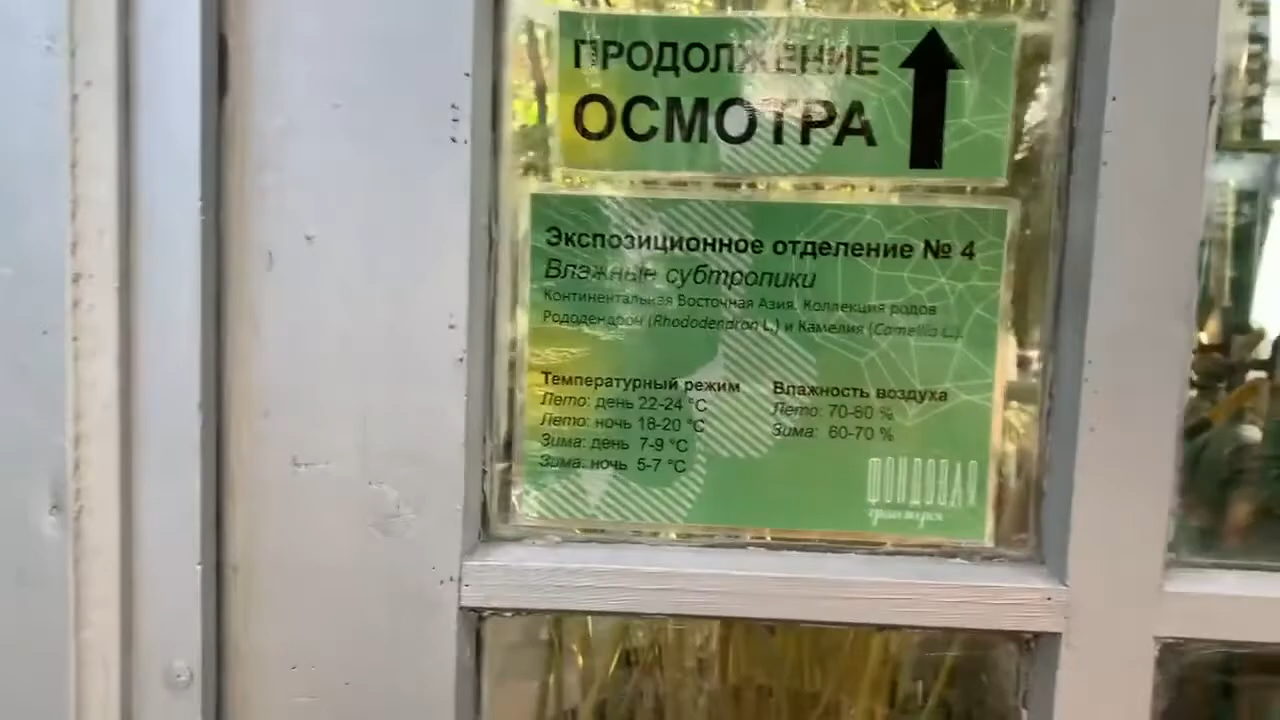 ПРОДОЛЖЕНИЕ
ОСМОТРА
Экспозиционное отделение № 4
Влажные субтропики
Континентальная Восточная Азия. Коллекция родов
Рододендрон (Rhododendron L.) и Камелия (Camellia L.).
Температурный режим
Лето: день 22-24 °C
Лето: ночь 18-20 °C
Зима: день 7-9 °C
Зима: ночь 5-7 °C
Влажность воздуха
Лето: 70-80 %
Зима: 60-70 %
ФОНДОВАЯ
оранжерея